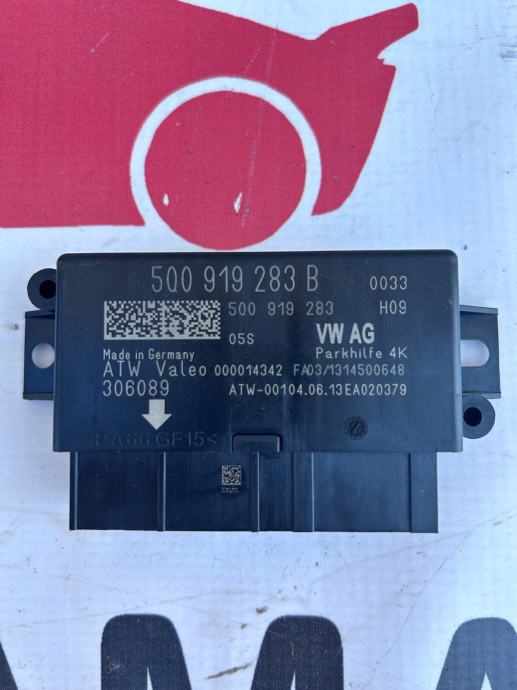 5Q0 919 283 B 0033
5Q0 919 283 H09
05S VW AG
Made in Germany Parkhilfe 4K
ATW Valeo 000014342 FA03/1314500648
306089 ATW-00104.06.13EA020379
>PA66 GF15<